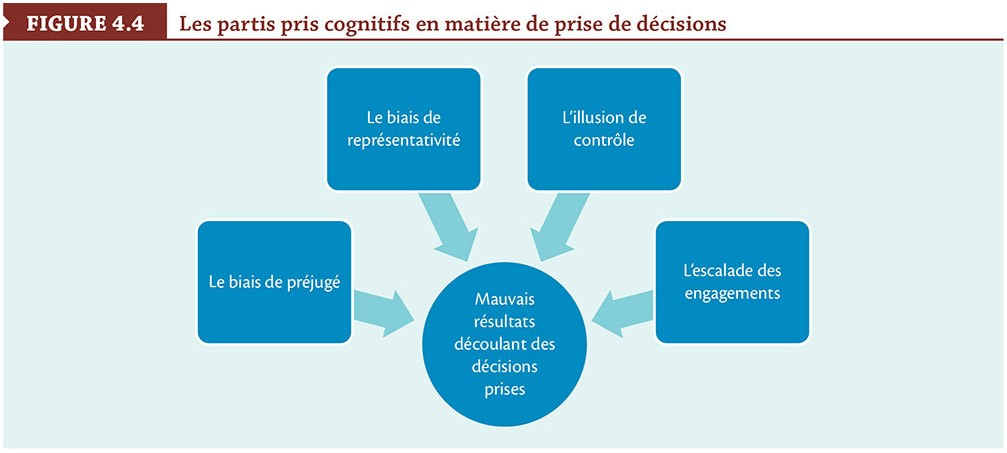 FIGURE 4.4 Les partis pris cognitifs en matière de prise de décisions
Le biais de
représentativité
L'illusion de
contrôle
Le biais de préjugé
L'escalade des
engagements
Mauvais
résultats
découlant des
décisions
prises